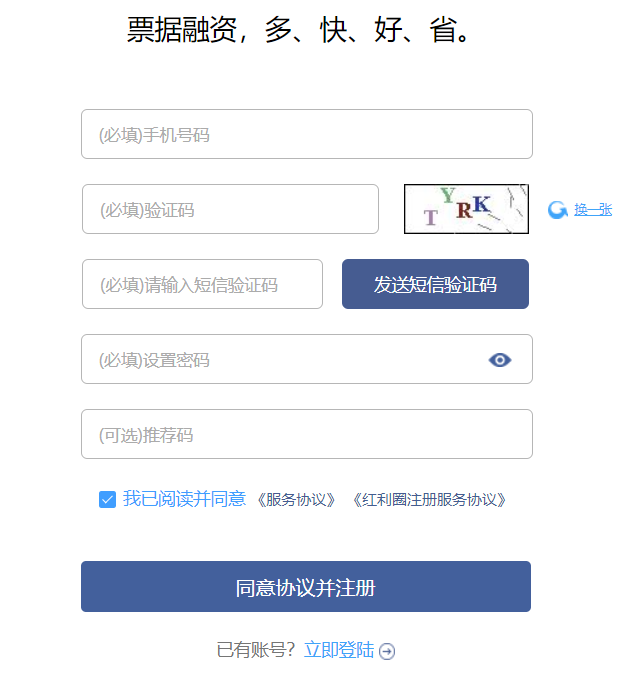 票据融资，多、快、好、省。
(必填)手机号码
(必填)验证码 TYRK 换一张
(必填)请输入短信验证码 发送短信验证码
(必填)设置密码
(可选)推荐码
我已阅读并同意 《服务协议》 《红利圈注册服务协议》
同意协议并注册
已有账号？立即登陆